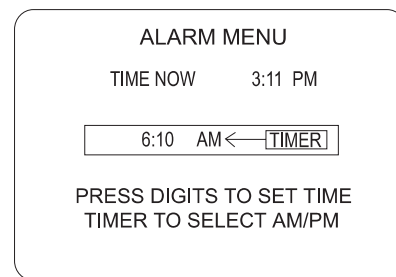 ALARM MENU
TIME NOW 3:11 PM
6:10 AM TIMER
PRESS DIGITS TO SET TIME
TIMER TO SELECT AM/PM